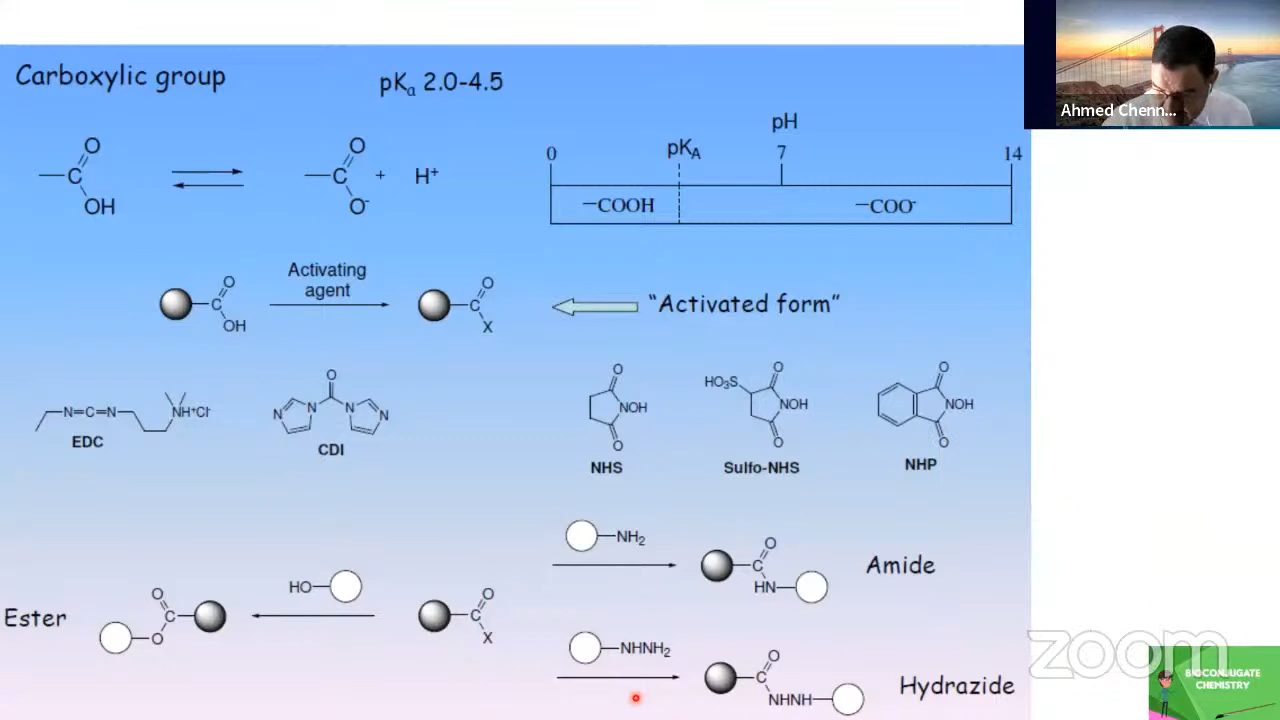 Carboxylic group
pKa 2.0-4.5
Ahmed Chenn...
pH
0
pKA
7
14
O
C
OH
O
C
+
O-
H+
–COOH
–COO-
Activating
agent
O
C
OH
O
C
X
"Activated form"
N=C=N
NH+Cl-
EDC
O
N
N
N
N
CDI
O
NOH
O
NHS
HO3S
O
NOH
O
Sulfo-NHS
O
NOH
O
NHP
–NH2
O
C
HN
Amide
HO
Ester
O
C
O
O
C
X
–NHNH2
O
C
NHNH
Hydrazide
zoom
BIOCONJUGATE
CHEMISTRY